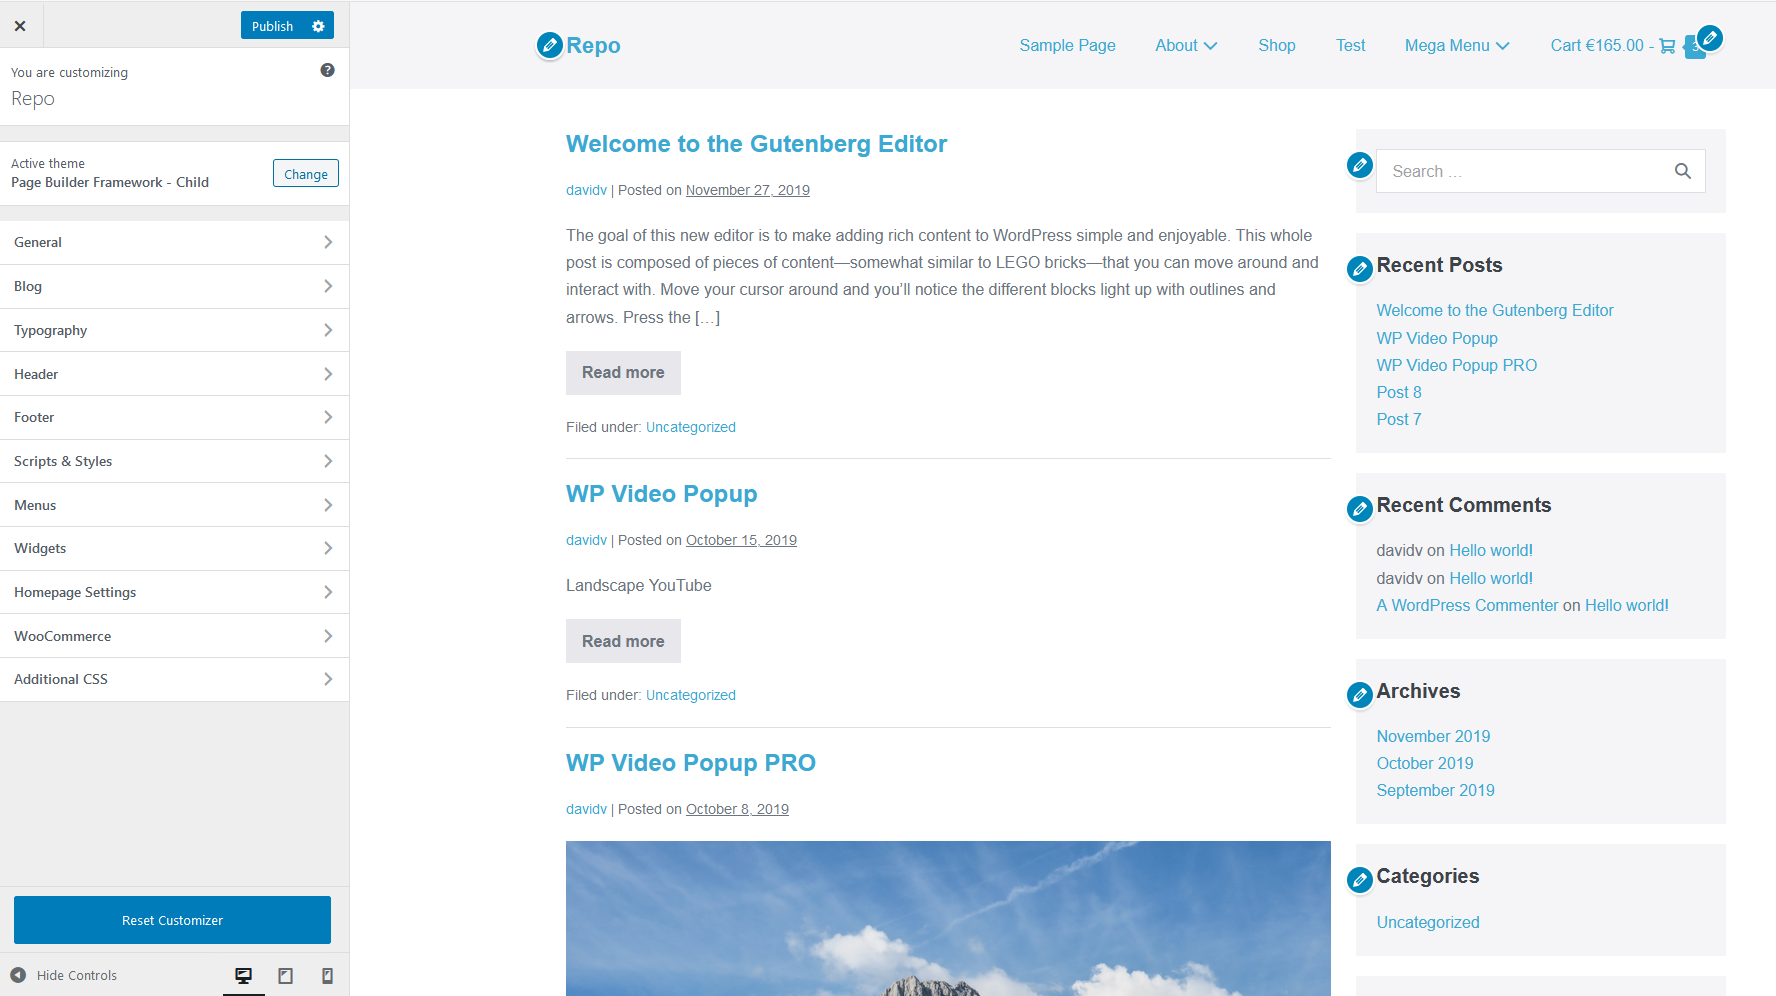 Publish
You are customizing
Repo
Active theme
Page Builder Framework - Child
Change
General
Blog
Typography
Header
Footer
Scripts & Styles
Menus
Widgets
Homepage Settings
WooCommerce
Additional CSS
Reset Customizer
Hide Controls
Repo
Sample Page About Shop Test Mega Menu Cart €165.00 -
Welcome to the Gutenberg Editor
davidv | Posted on November 27, 2019
The goal of this new editor is to make adding rich content to WordPress simple and enjoyable. This whole
post is composed of pieces of content—somewhat similar to LEGO bricks—that you can move around and
interact with. Move your cursor around and you’ll notice the different blocks light up with outlines and
arrows. Press the […]
Read more
Filed under: Uncategorized
WP Video Popup
davidv | Posted on October 15, 2019
Landscape YouTube
Read more
Filed under: Uncategorized
WP Video Popup PRO
davidv | Posted on October 8, 2019
Search …
Recent Posts
Welcome to the Gutenberg Editor
WP Video Popup
WP Video Popup PRO
Post 8
Post 7
Recent Comments
davidv on Hello world!
davidv on Hello world!
A WordPress Commenter on Hello world!
Archives
November 2019
October 2019
September 2019
Categories
Uncategorized